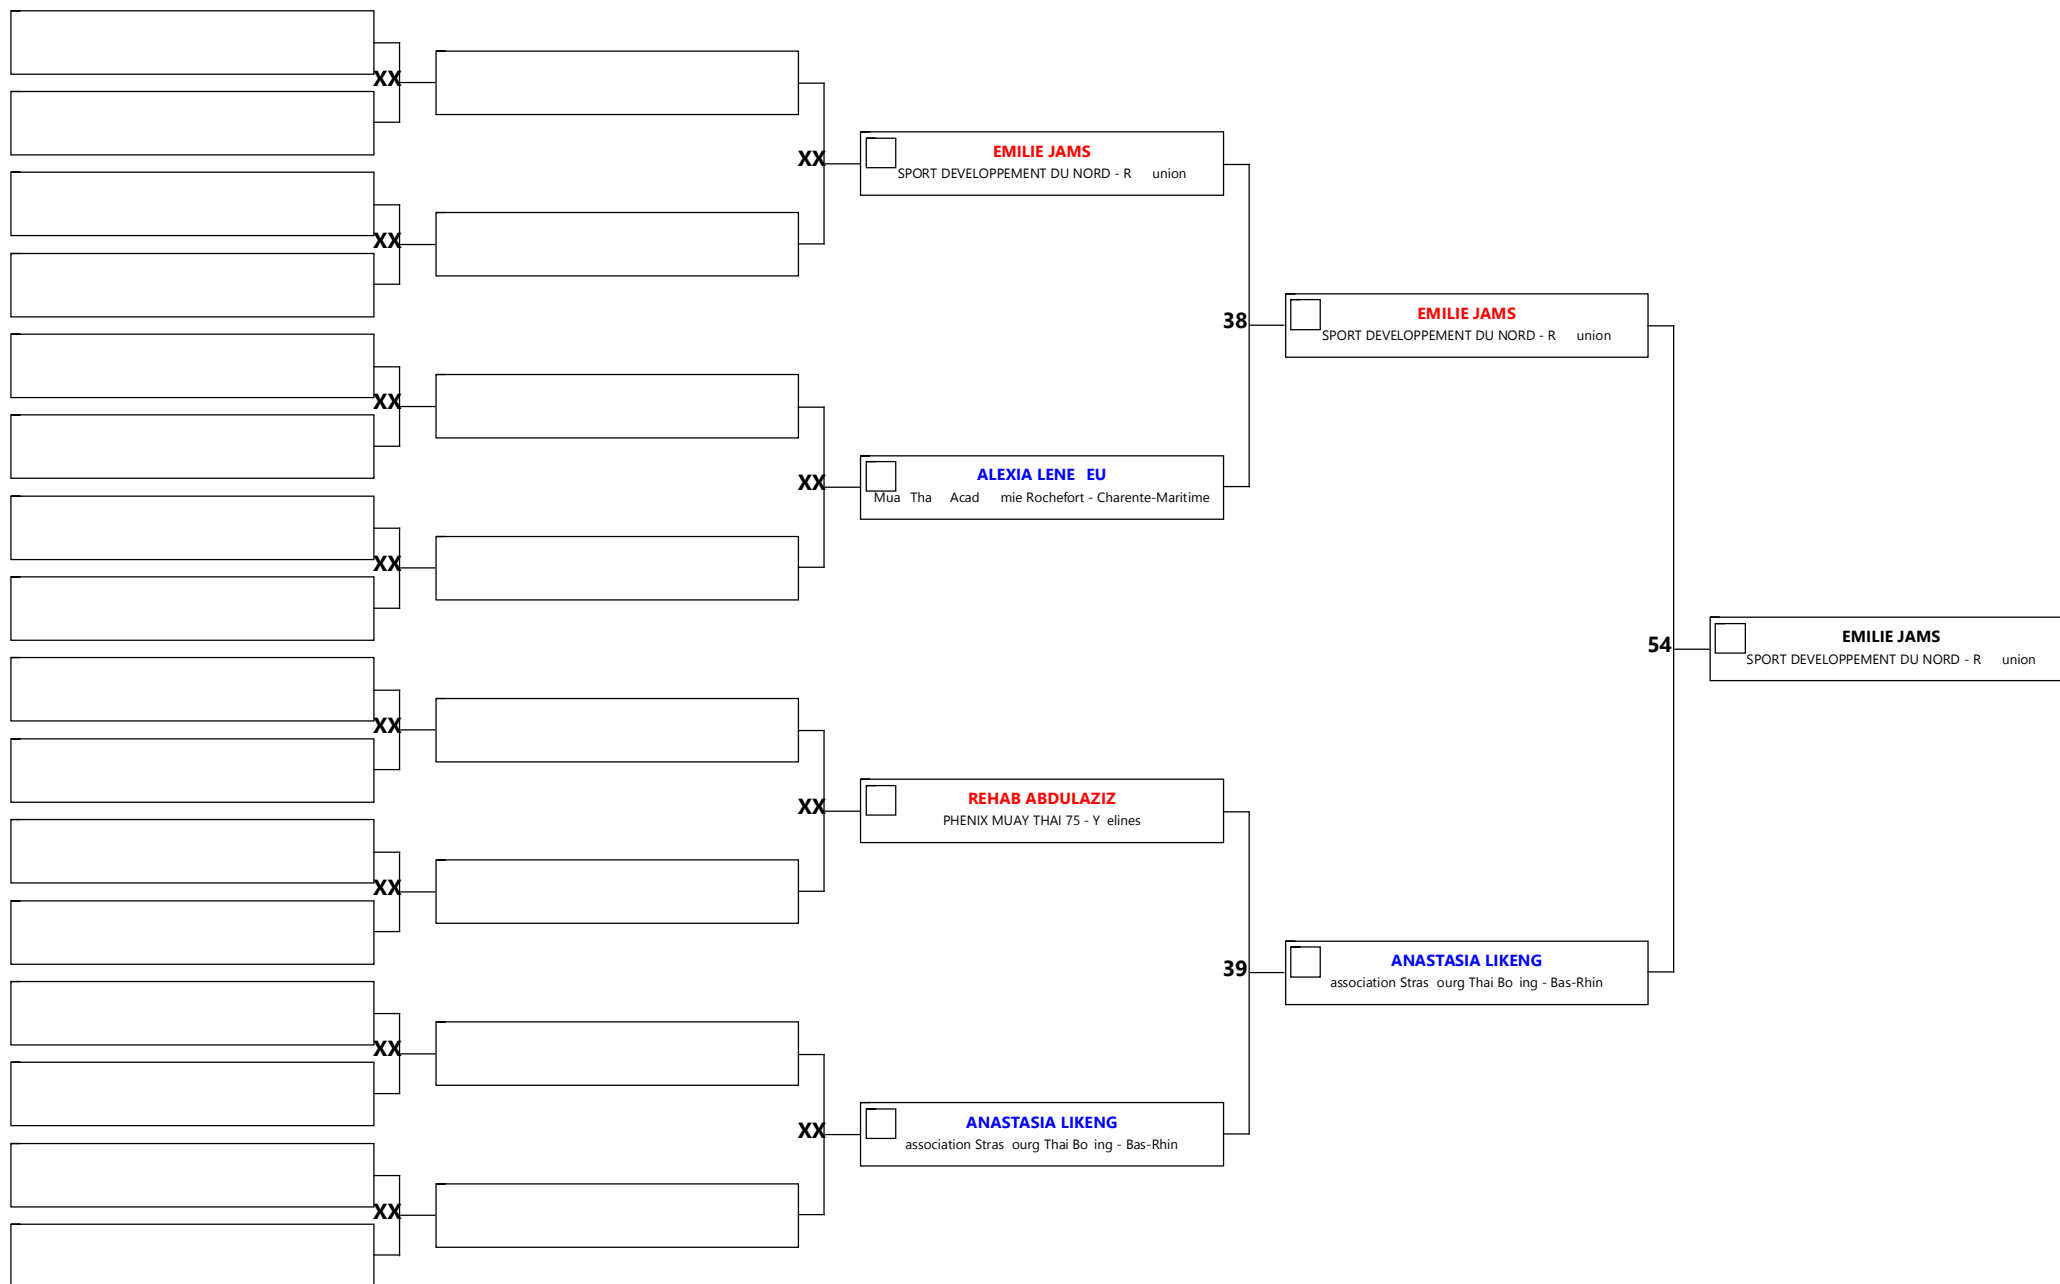 XX
XX
XX
XX
XX
XX
XX
XX
XX
EMILIE JAMS
SPORT DEVELOPPEMENT DU NORD - R union
XX
ALEXIA LENE EU
Mua Tha Acad mie Rochefort - Charente-Maritime
XX
REHAB ABDULAZIZ
PHENIX MUAY THAI 75 - Y elines
XX
ANASTASIA LIKENG
association Stras ourg Thai Bo ing - Bas-Rhin
38
EMILIE JAMS
SPORT DEVELOPPEMENT DU NORD - R union
39
ANASTASIA LIKENG
association Stras ourg Thai Bo ing - Bas-Rhin
54
EMILIE JAMS
SPORT DEVELOPPEMENT DU NORD - R union